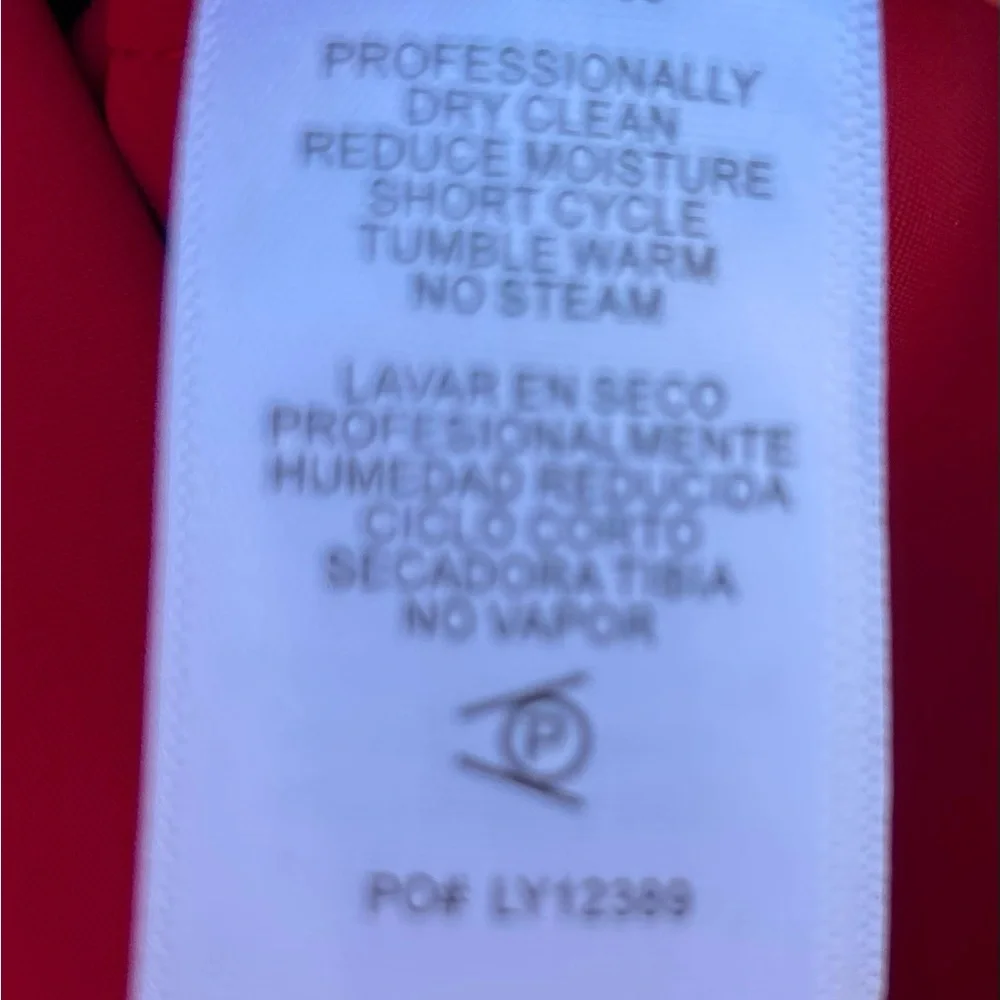 PROFESSIONALLY
DRY CLEAN
REDUCE MOISTURE
SHORT CYCLE
TUMBLE WARM
NO STEAM
LAVAR EN SECO
PROFESIONALMENTE
HUMEDAD REDUCIDA
CICLO CORTO
SECADORA TIBIA
NO VAPOR
P
PO# LY12389